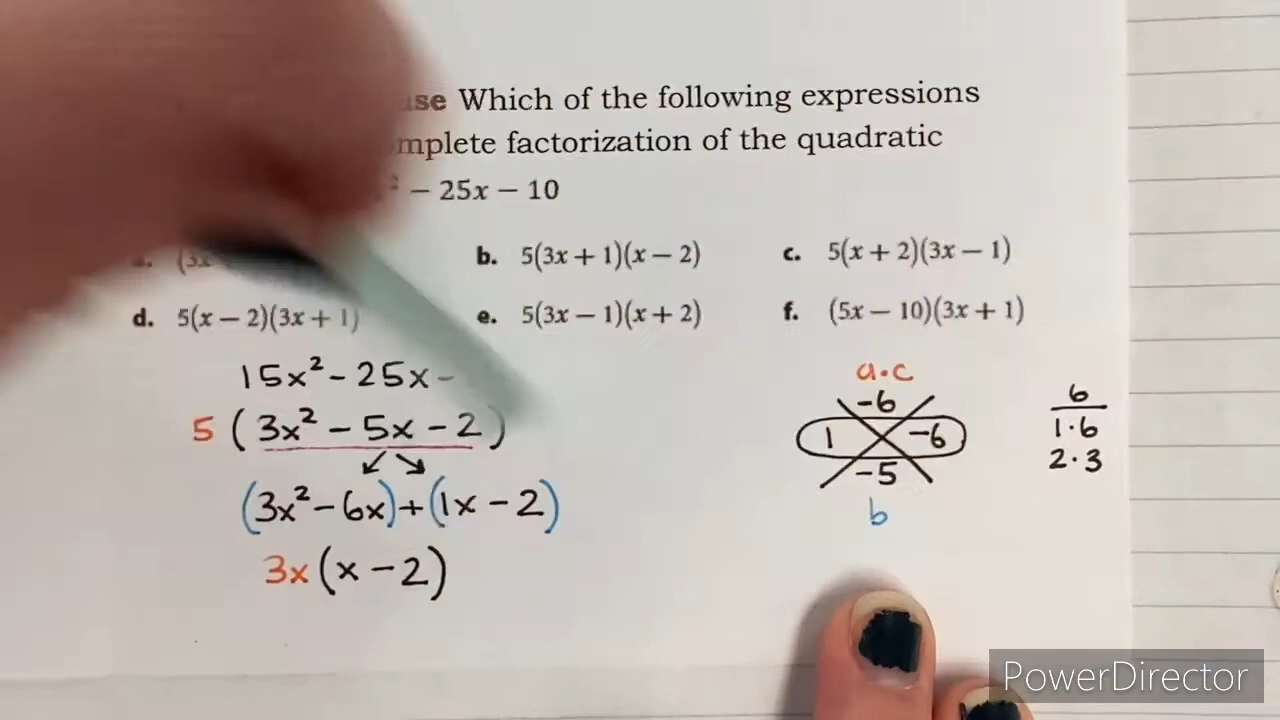 Which of the following expressions
factorization of the quadratic
² – 25x – 10
b. 5(3x + 1)(x – 2) c. 5(x + 2)(3x – 1)
d. 5(x – 2)(3x + 1) e. 5(3x – 1)(x + 2) f. (5x – 10)(3x + 1)
15x² - 25x -
5 (3x² - 5x - 2)
(3x² - 6x) + (1x - 2)
3x (x - 2)
a·c
-6
1 -6
-5
b
6
1·6
2·3
PowerDirector